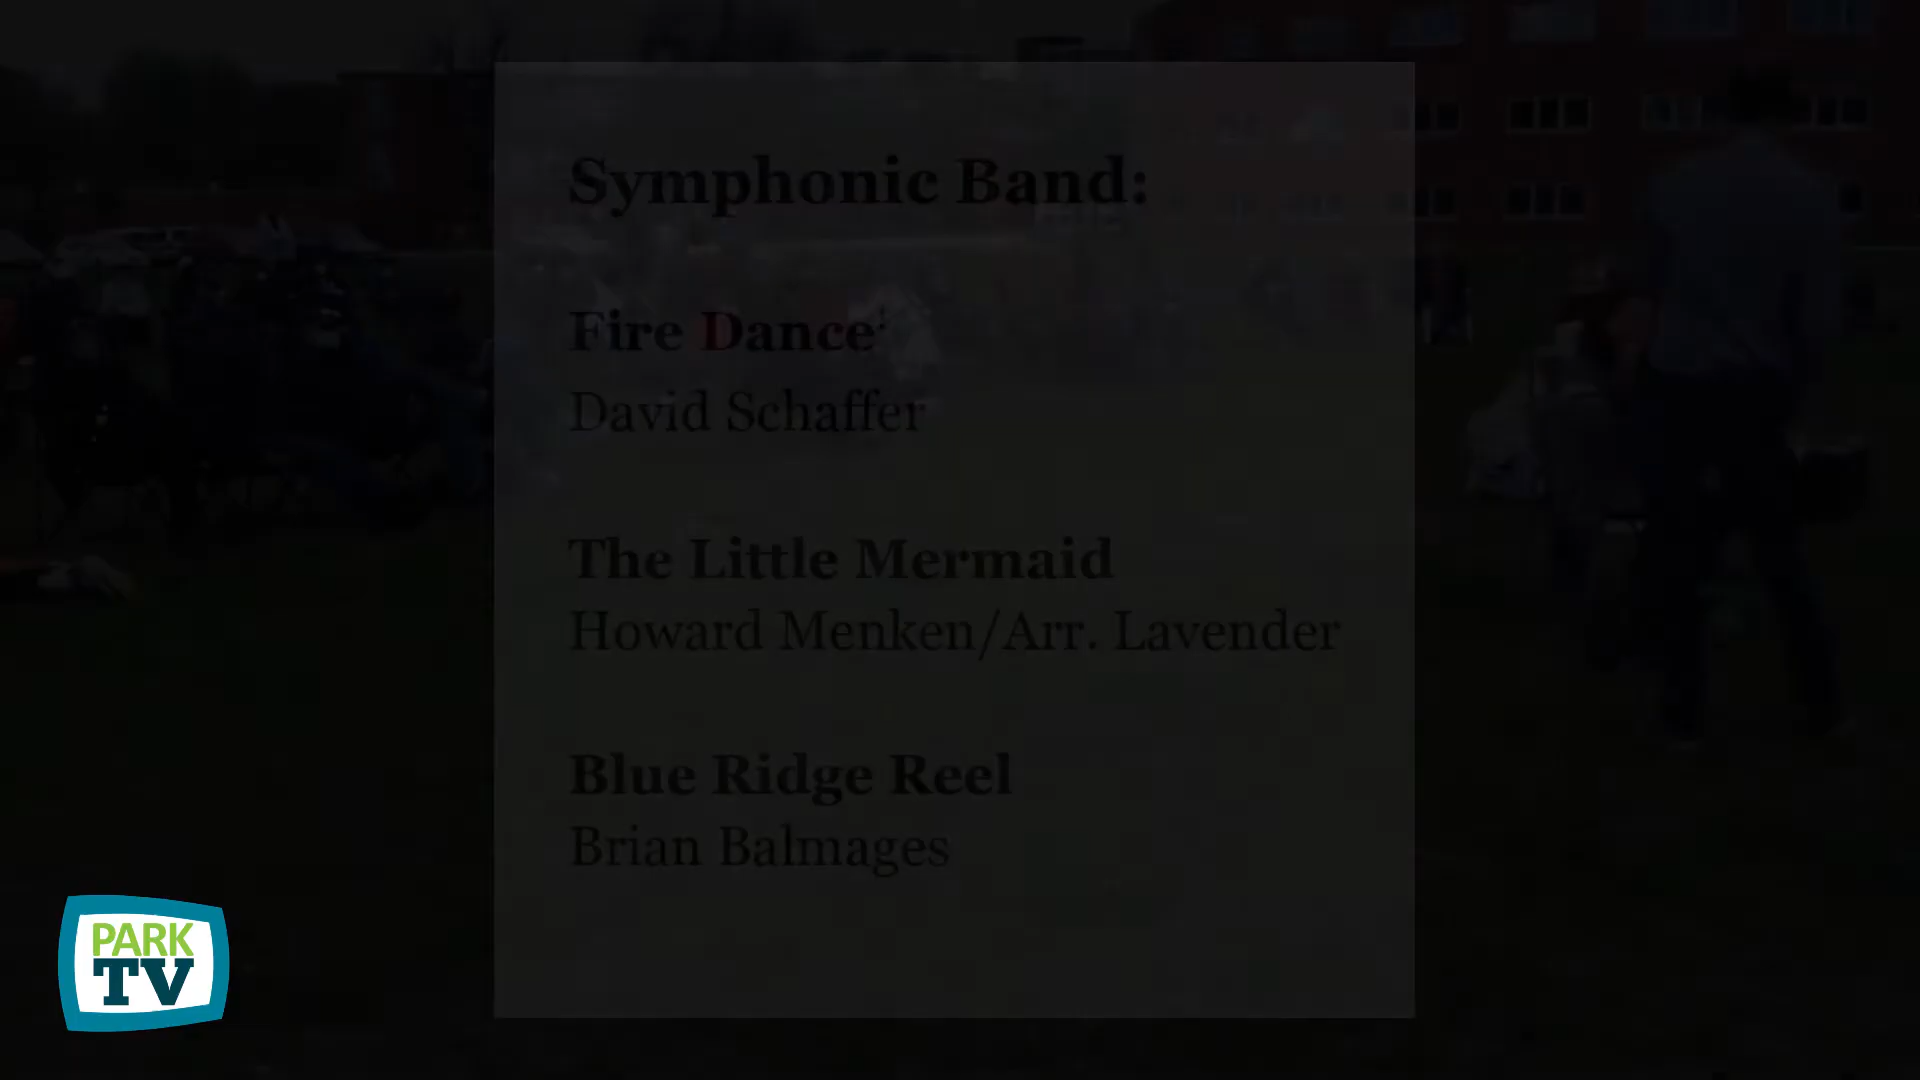 Symphonic Band:
Fire Dance
David Schaffer
The Little Mermaid
Howard Menken/Arr. Lavender
Blue Ridge Reel
Brian Balmages
PARK
TV